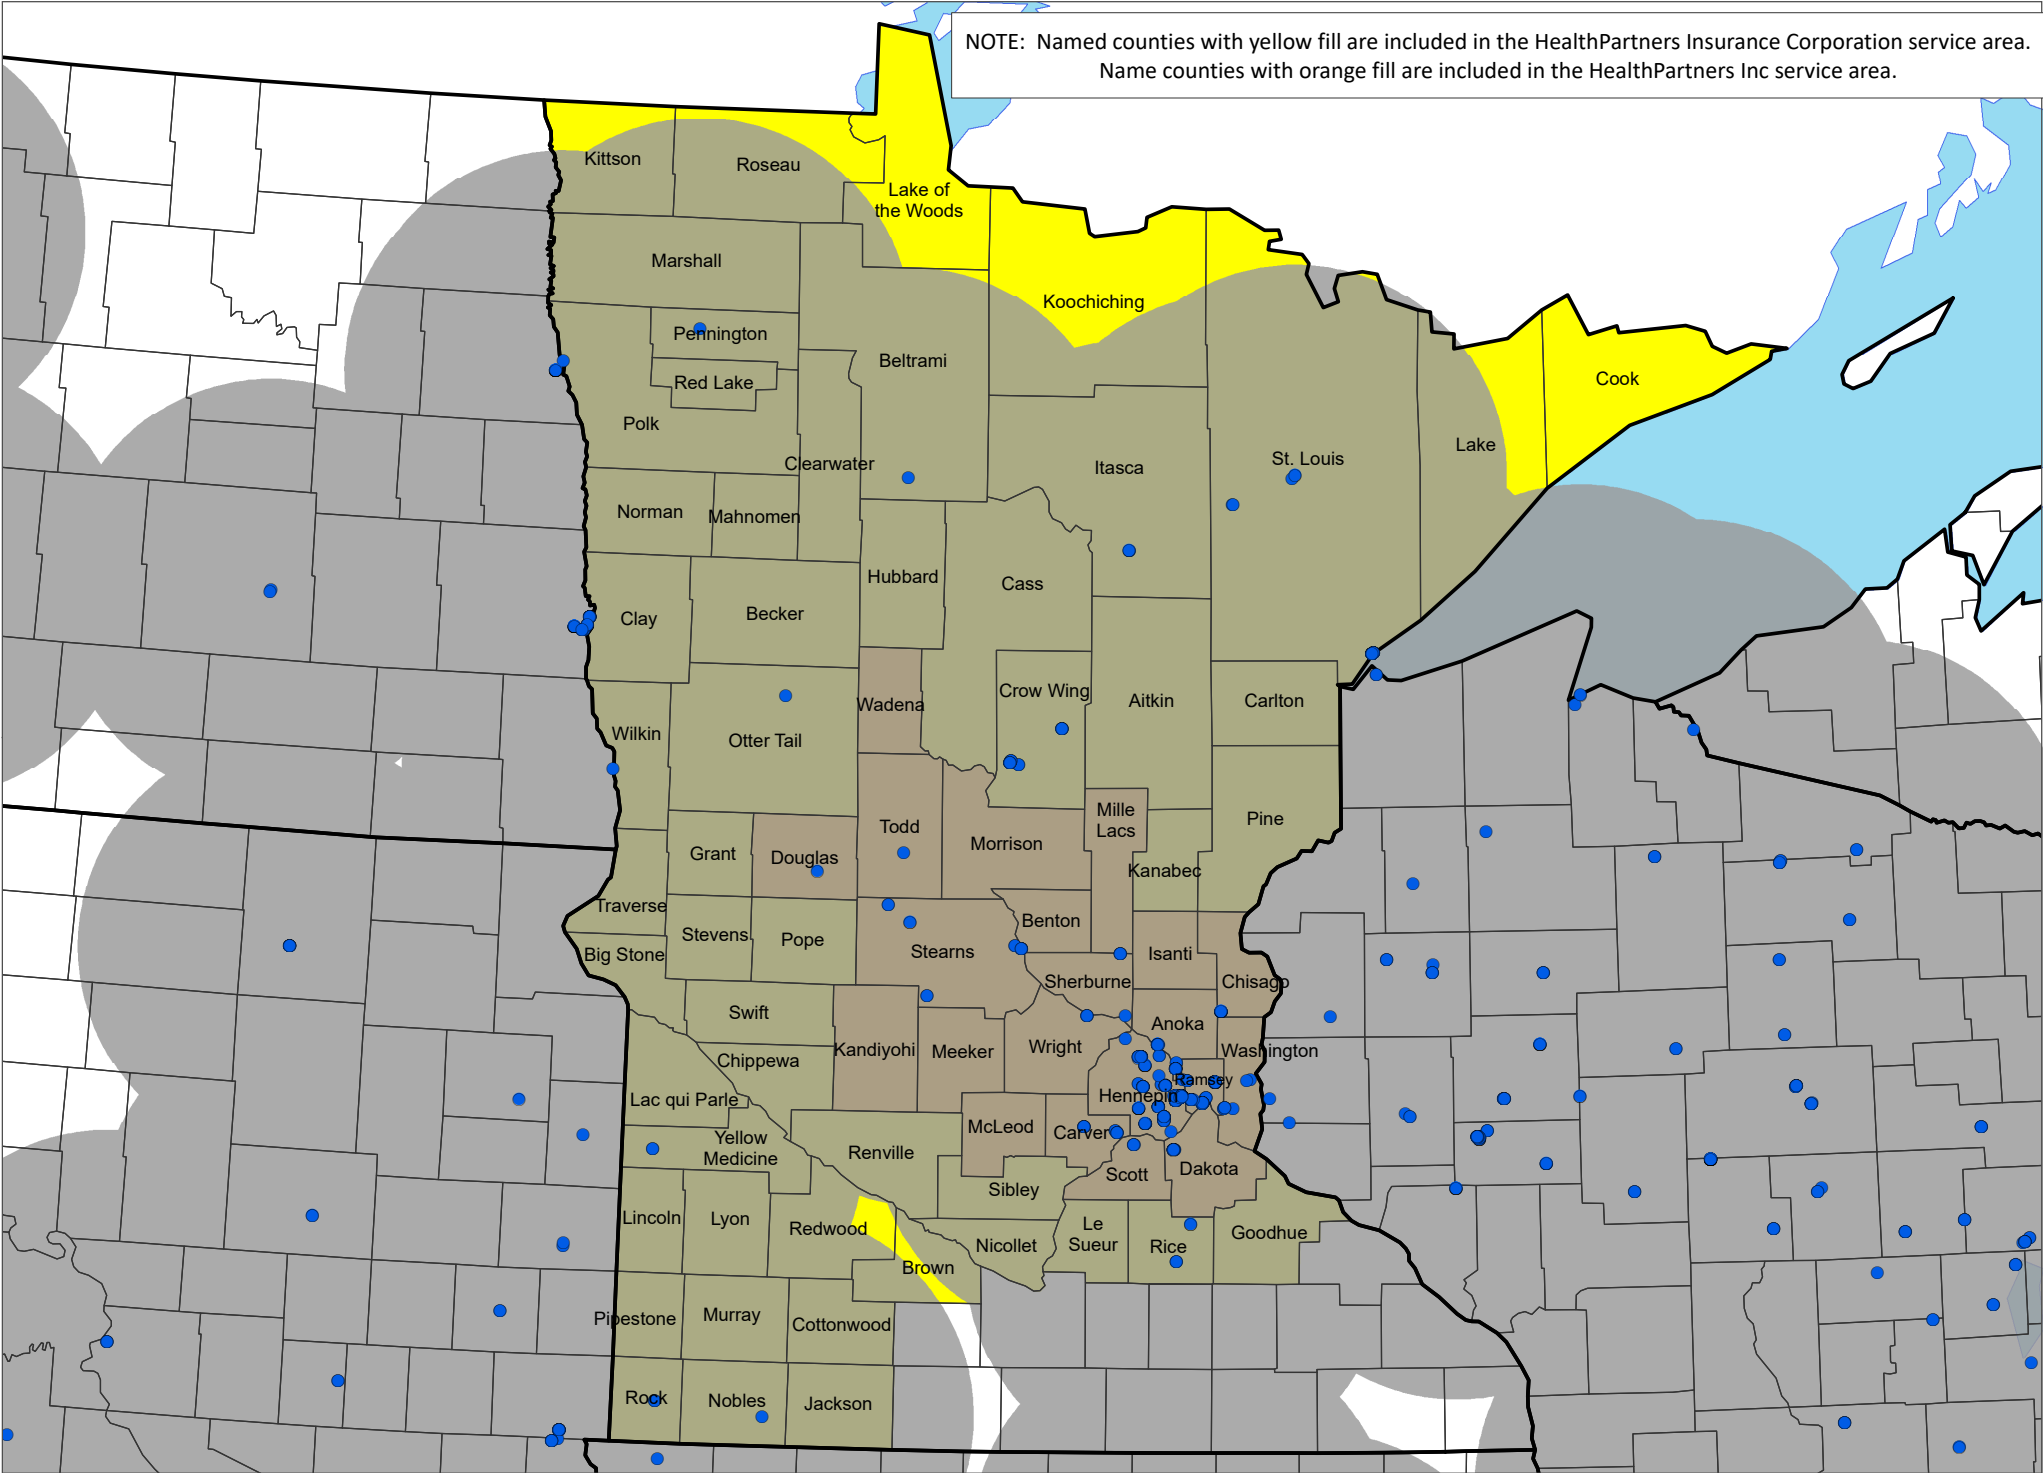 NOTE: Named counties with yellow fill are included in the HealthPartners Insurance Corporation service area.
Name counties with orange fill are included in the HealthPartners Inc service area.
Kittson
Roseau
Lake of
the Woods
Marshall
Koochiching
Pennington
Beltrami
Red Lake
Cook
Polk
Lake
Clearwater
Itasca
St. Louis
Norman
Mahnomen
Hubbard
Cass
Clay
Becker
Crow Wing
Wadena
Aitkin
Carlton
Wilkin
Otter Tail
Mille
Lacs
Pine
Todd
Morrison
Grant
Douglas
Kanabec
Traverse
Stevens
Pope
Benton
Big Stone
Stearns
Isanti
Sherburne
Chisago
Swift
Anoka
Kandiyohi
Meeker
Wright
Washington
Chippewa
Ramsey
Hennepin
Lac qui Parle
McLeod
Carver
Yellow
Medicine
Renville
Scott
Dakota
Sibley
Lincoln
Lyon
Redwood
Le
Sueur
Nicollet
Rice
Goodhue
Brown
Pipestone
Murray
Cottonwood
Rock
Nobles
Jackson